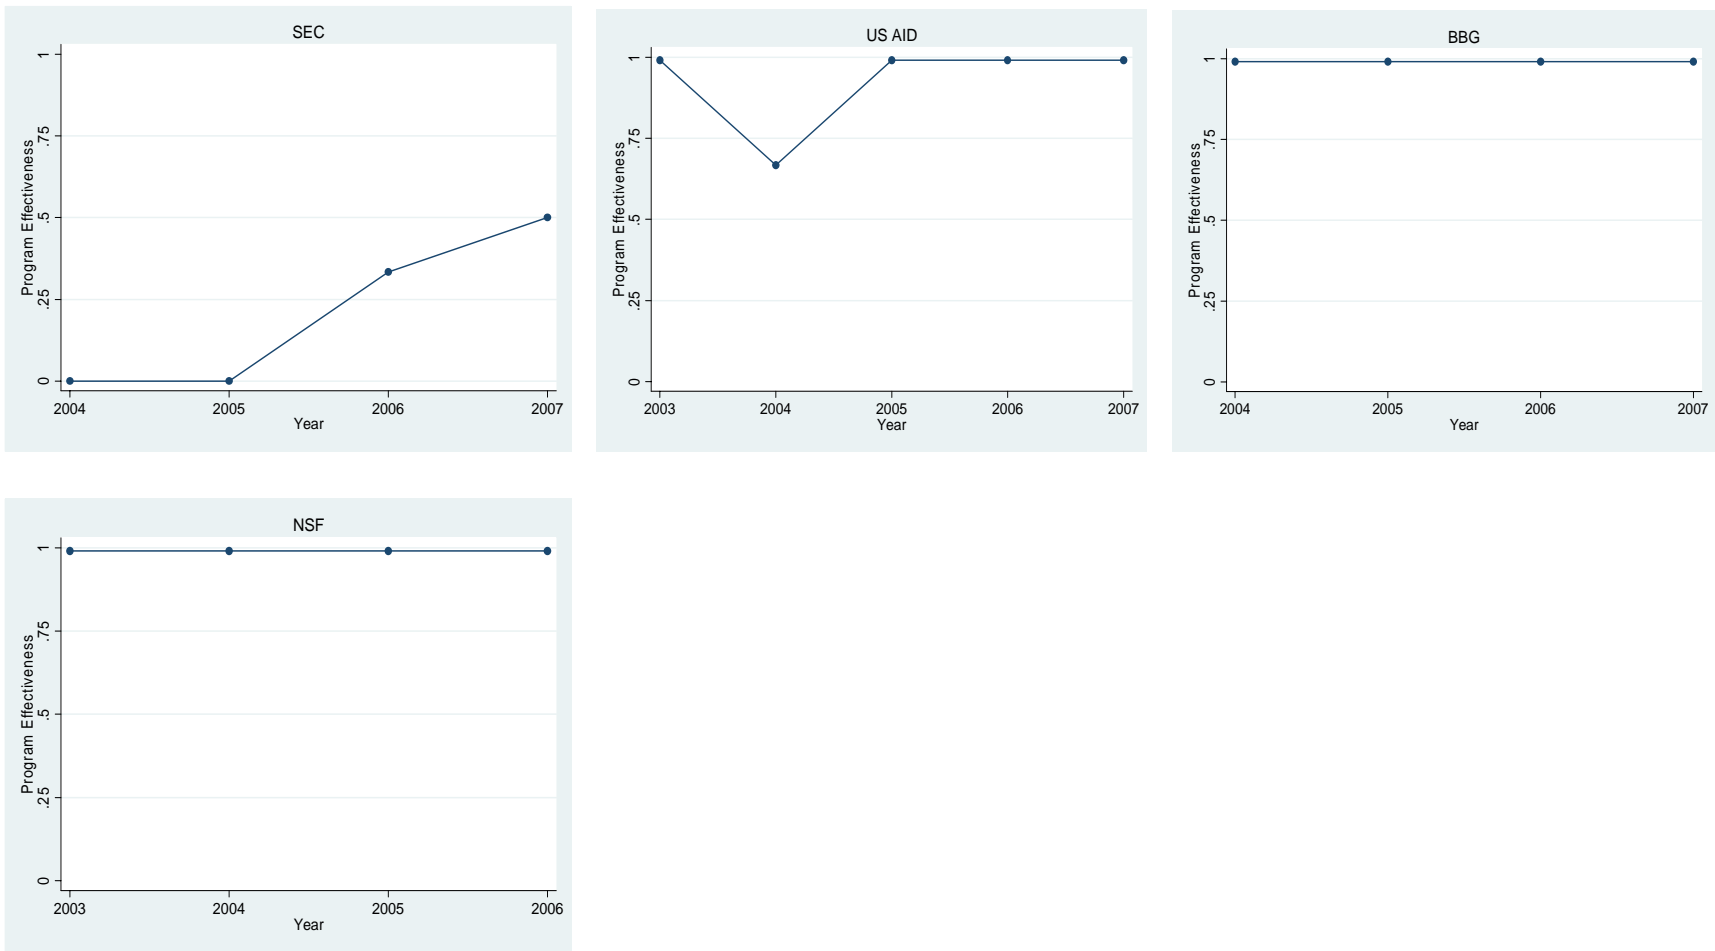 SEC
Program Effectiveness
1
.75
.5
.25
0
2004 2005 2006 2007
Year
US AID
Program Effectiveness
1
.75
.5
.25
0
2003 2004 2005 2006 2007
Year
BBG
Program Effectiveness
1
.75
.5
.25
0
2004 2005 2006 2007
Year
NSF
Program Effectiveness
1
.75
.5
.25
0
2003 2004 2005 2006
Year